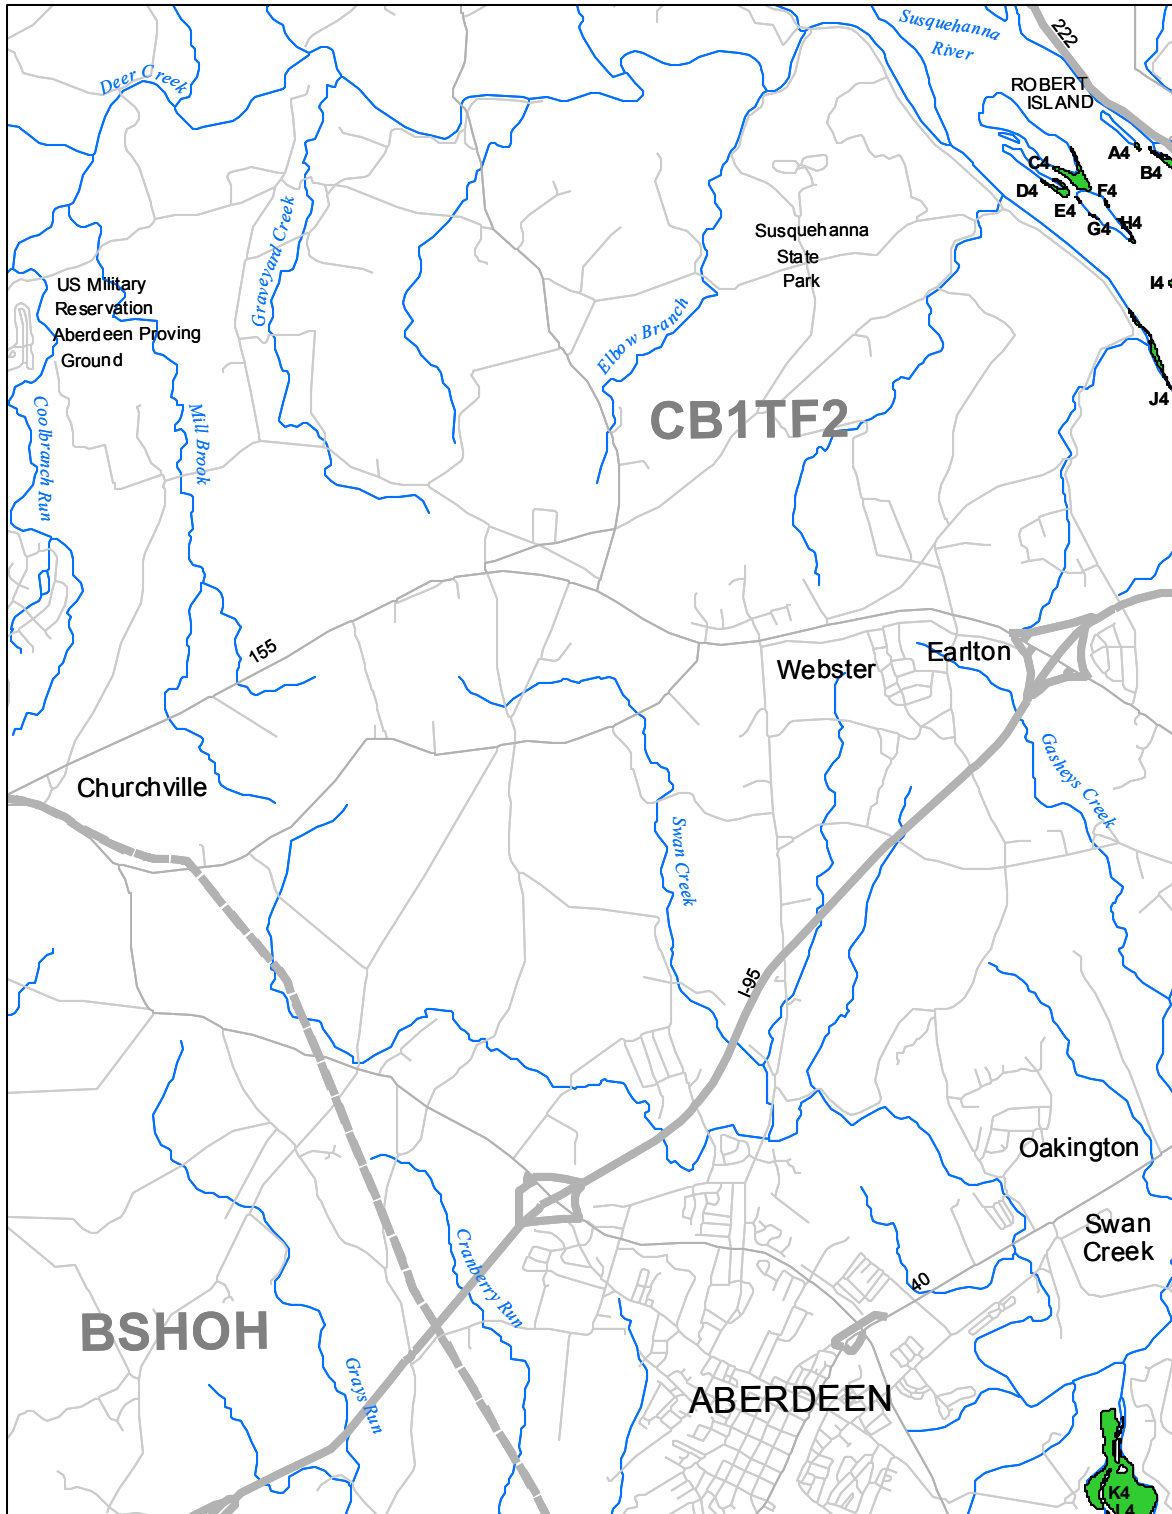 Susquehanna
River
222
Deer Creek
ROBERT
ISLAND
A4
B4
C4
D4
F4
E4
G4
H4
Susquehanna
State
Park
US Military
Reservation
Aberdeen Proving
Ground
Graveyard Creek
I4
Elbow Branch
J4
CB1TF2
Coolbranch Run
Mill Brook
155
Webster
Earlton
Churchville
Gasheys Creek
Swan Creek
I-95
Oakington
Swan
Creek
Cranberry Run
40
BSHOH
Grays Run
ABERDEEN
K4
L4